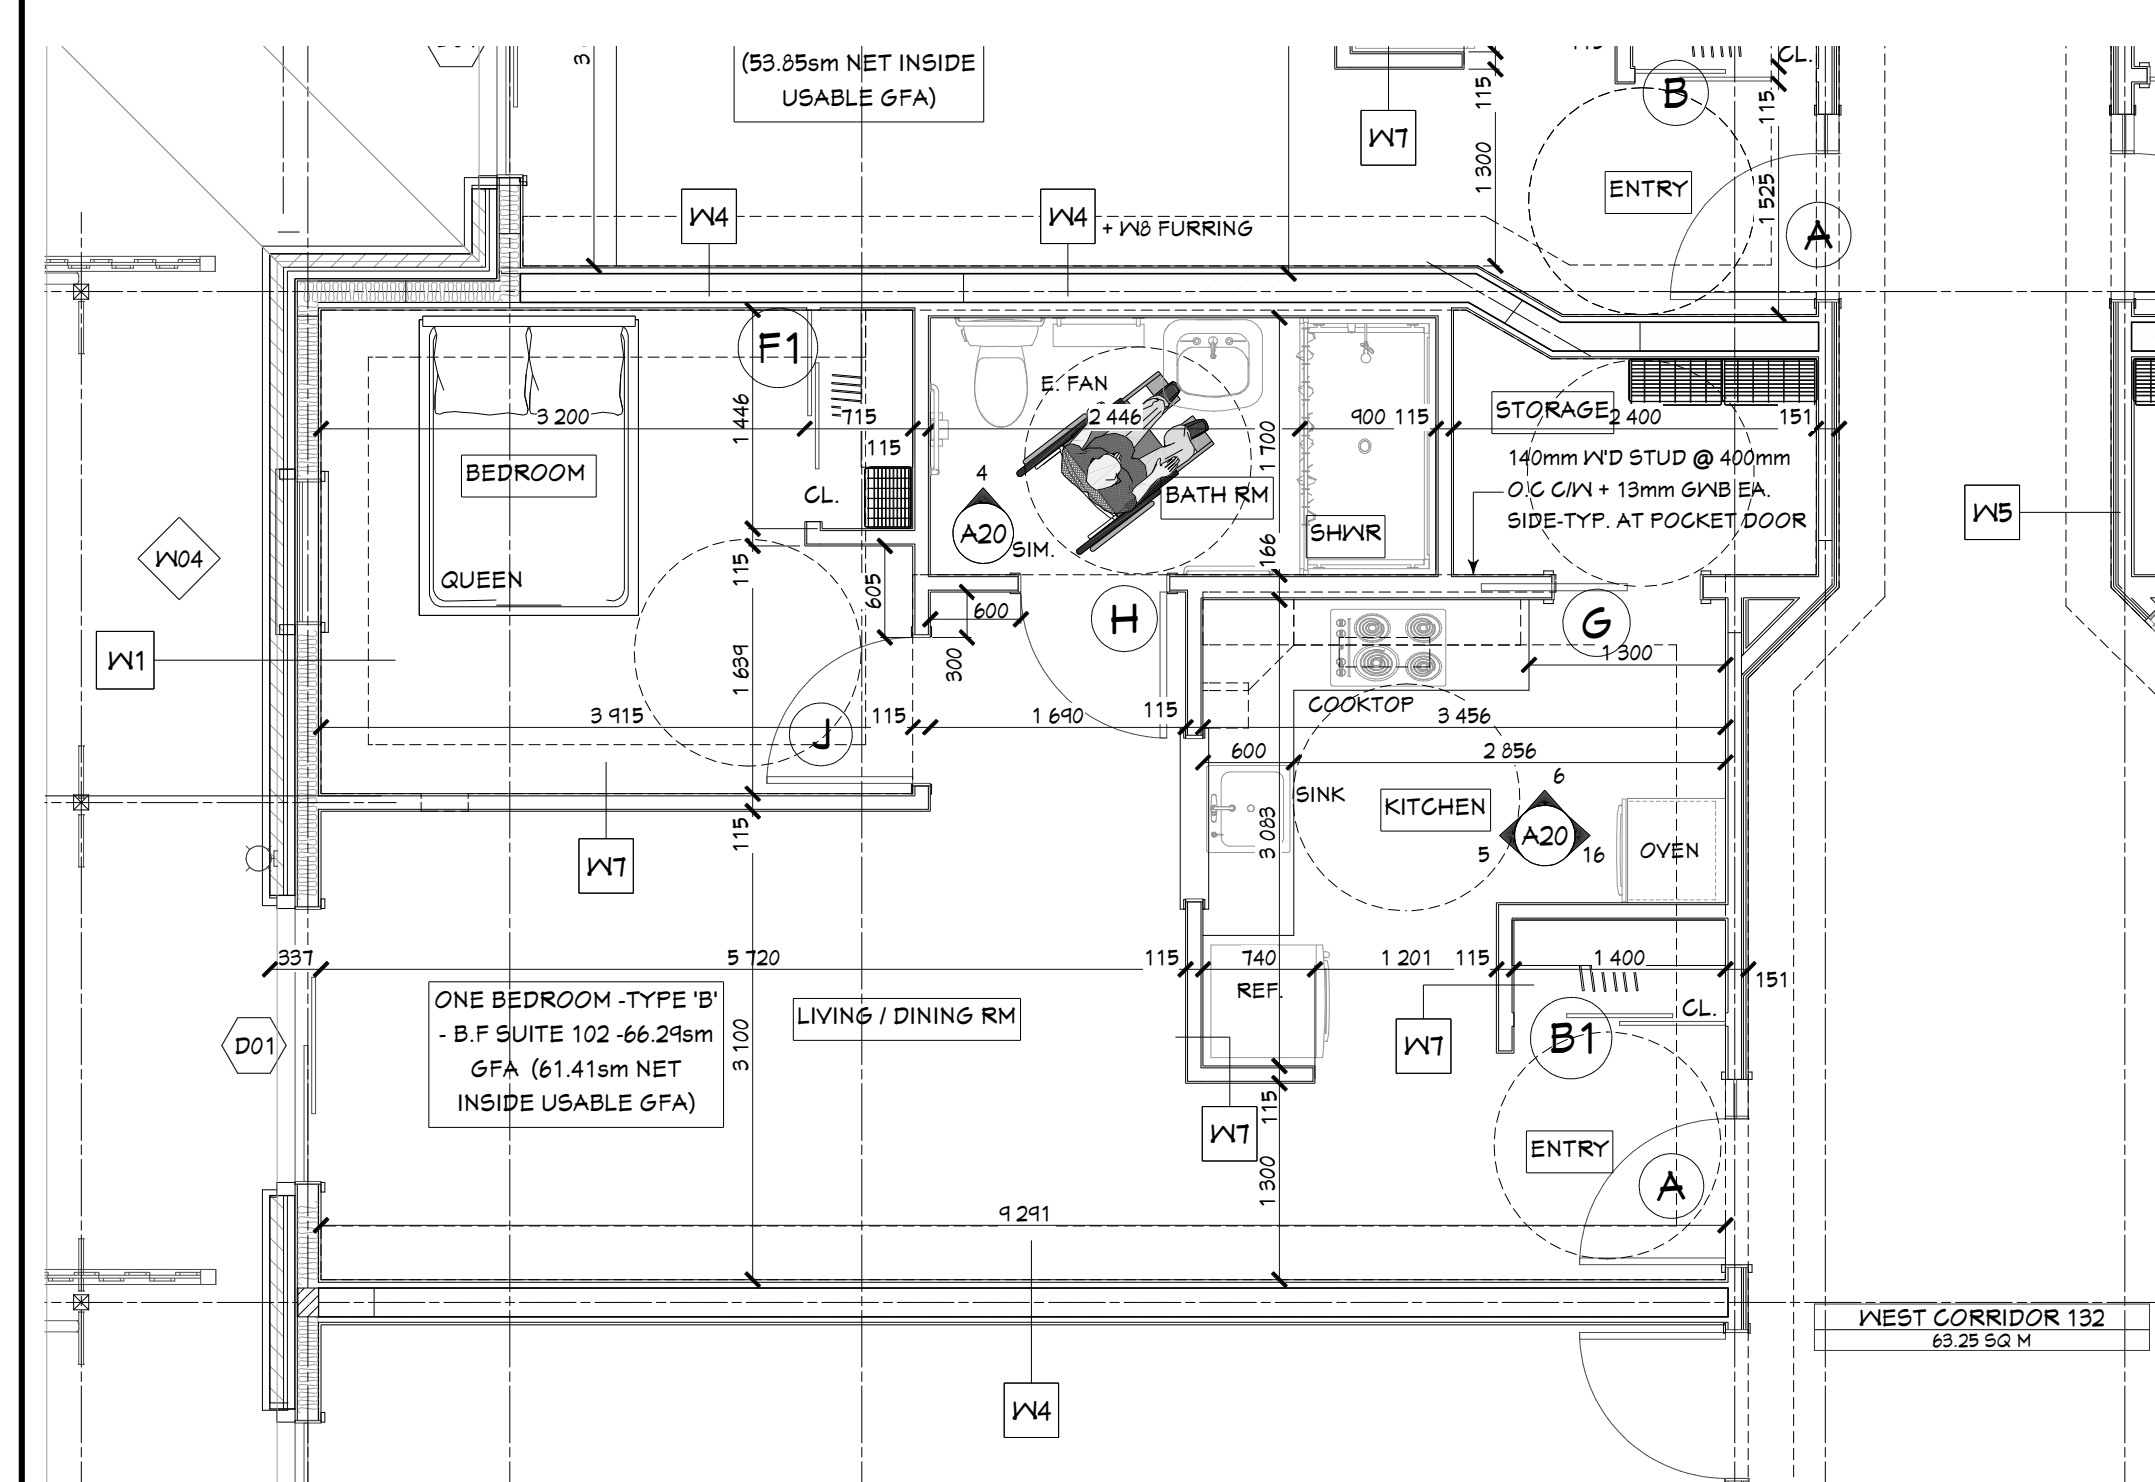 (53.85sm NET INSIDE
USABLE GFA)
CL.
115
B
115
W7
1 300
ENTRY
1 525
A
W4
W4
+ W8 FURRING
F1
E. FAN
3 200
1 446
715
2 446
1 700
900
115
STORAGE
2 400
151
115
BEDROOM
CL.
4
A20
SIM.
BATH RM
SHWR
166
140mm W'D STUD @ 400mm
O.C C/W + 13mm GWB EA.
SIDE-TYP. AT POCKET DOOR
W5
W04
QUEEN
115
605
600
H
G
1 300
W1
1 639
300
COOKTOP
3 915
J
115
1 690
115
3 456
600
2 856
6
SINK
KITCHEN
A20
5
16
OVEN
3 083
115
W7
337
5 720
115
740
1 201
115
1 400
151
REF.
CL.
ONE BEDROOM -TYPE 'B'
- B.F SUITE 102 -66.29sm
GFA (61.41sm NET
INSIDE USABLE GFA)
LIVING / DINING RM
3 100
D01
W7
B1
W7
115
ENTRY
1 300
A
9 291
WEST CORRIDOR 132
63.25 SQ M
W4